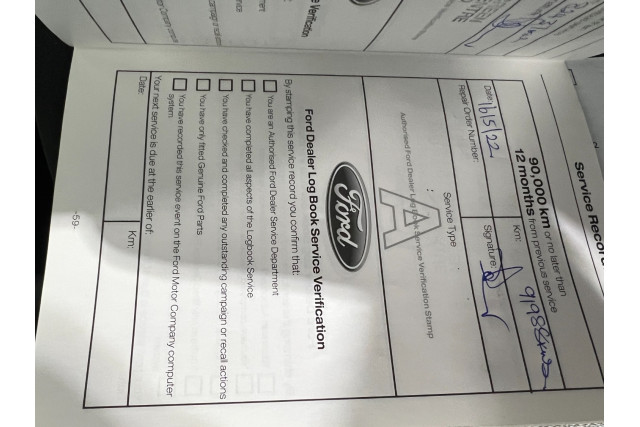 Service Record
90,000 km or no later than
12 months from previous service
Date: 16/5/22
Km: 91988kms
Repair Order Number:
Signature:
Service Type
:
A
Authorised Ford Dealer Log Book Service Verification Stamp
Ford
Ford Dealer Log Book Service Verification
By stamping this service record you confirm that:
You are an Authorised Ford Dealer Service Department
You have completed all aspects of the Logbook Service
You have checked and completed any outstanding campaign or recall actions
You have only fitted Genuine Ford Parts
You have recorded this service event on the Ford Motor Company computer
system
Your next service is due at the earlier of:
Date:
Km:
-59-
e Verification